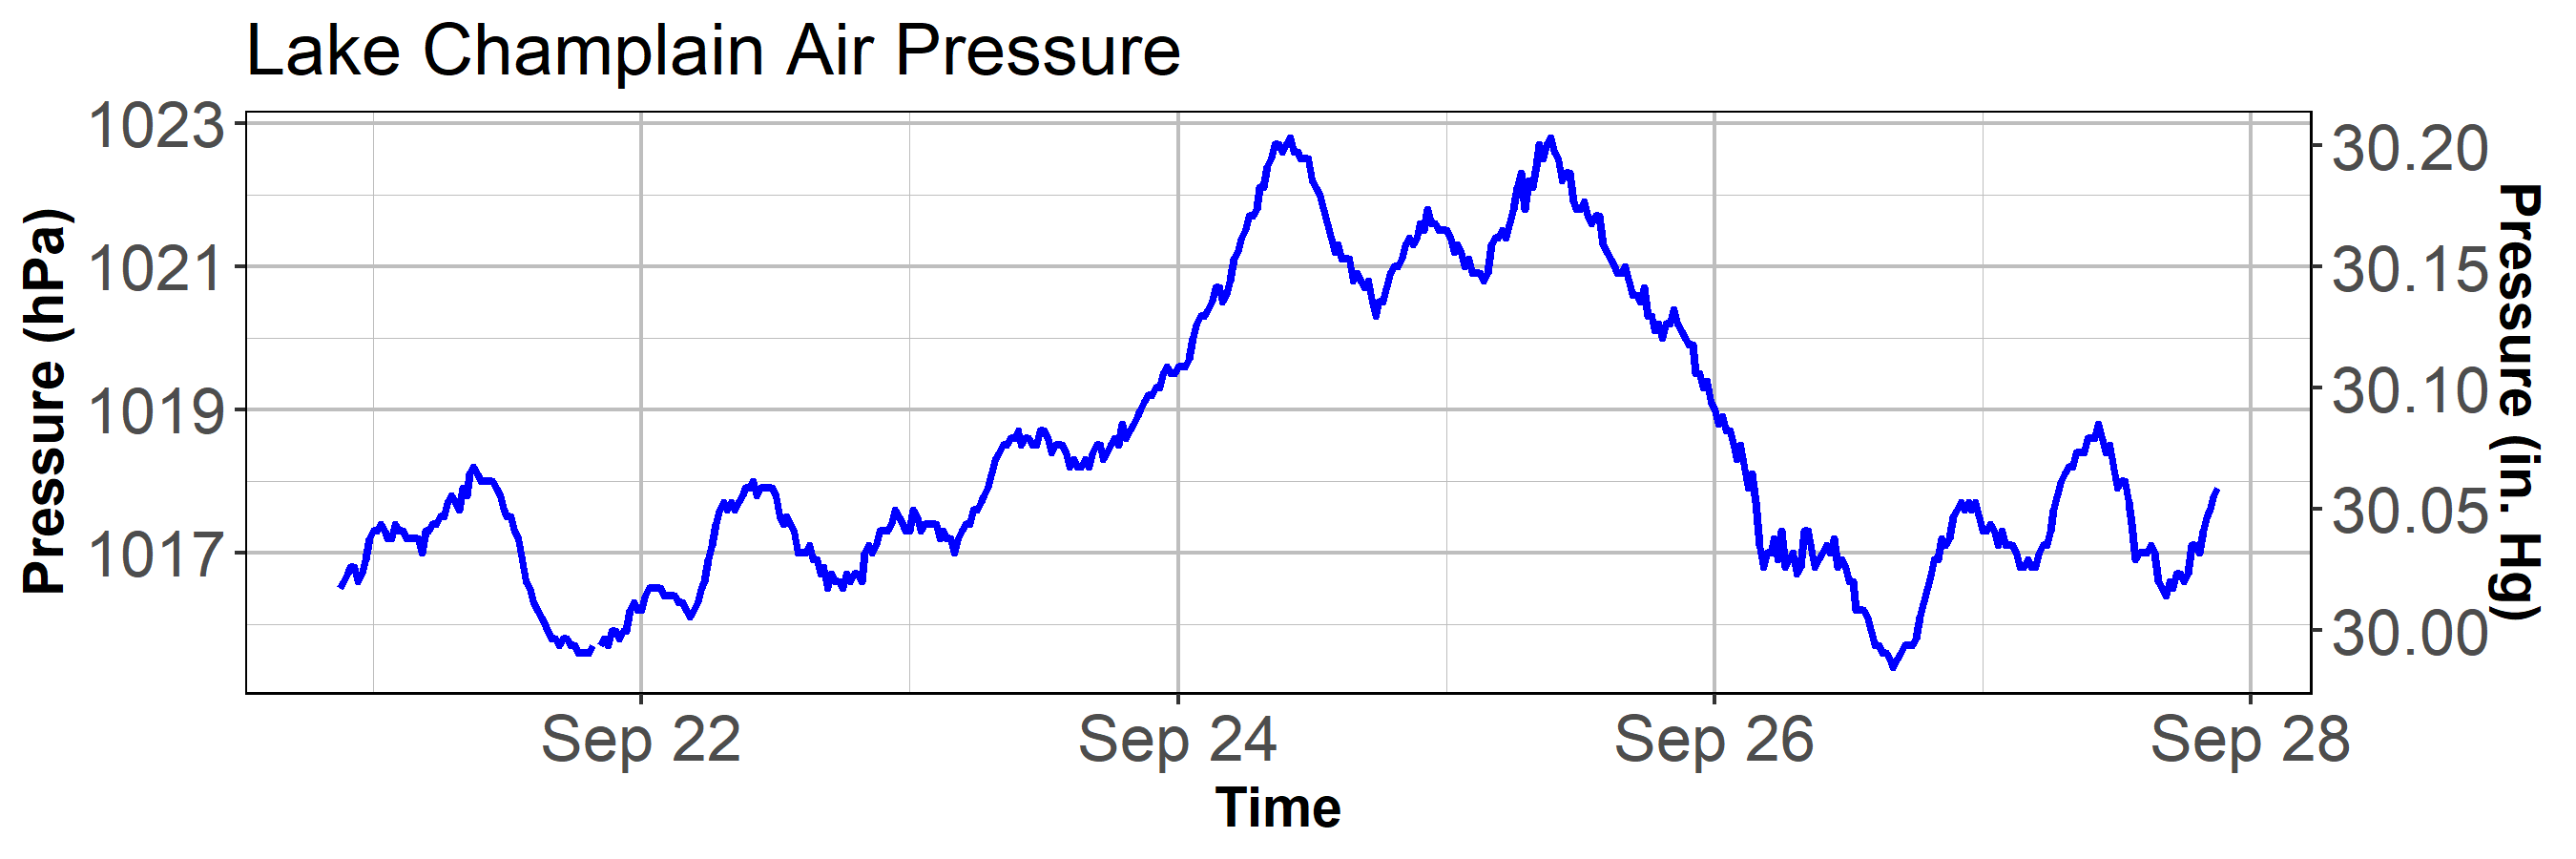 Lake Champlain Air Pressure
1023
1021
1019
1017
Pressure (hPa)
30.20
30.15
30.10
30.05
30.00
Pressure (in. Hg)
Sep 22
Sep 24
Sep 26
Sep 28
Time